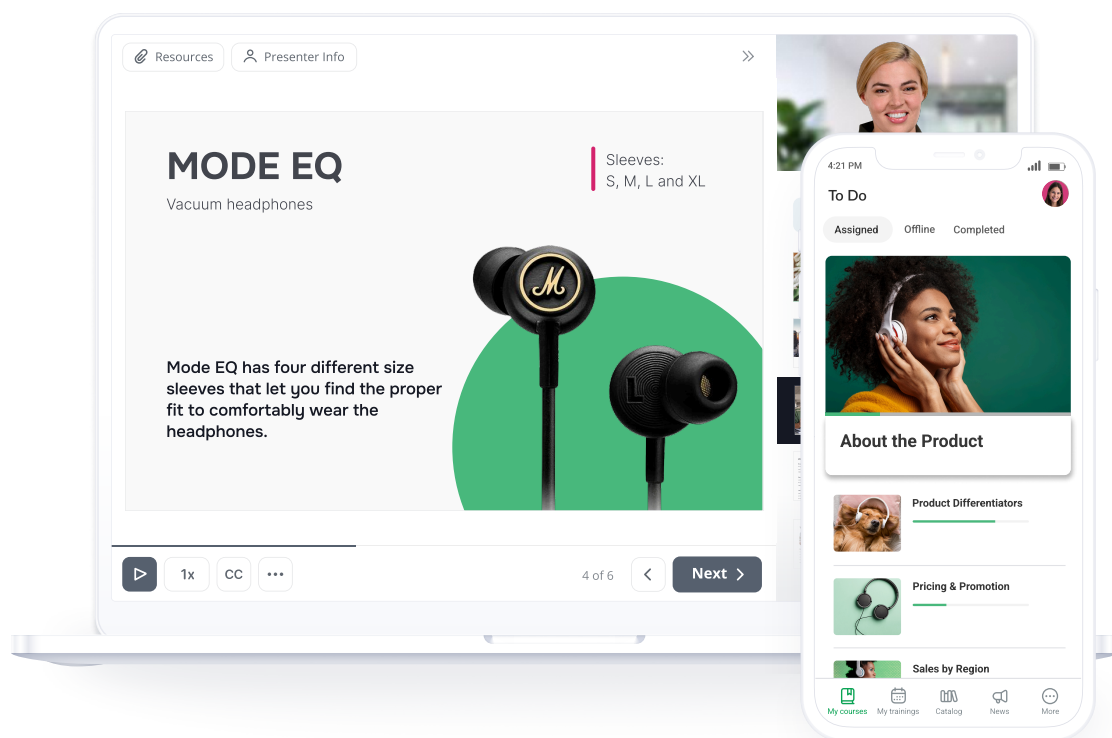 Resources
Presenter Info
MODE EQ
Vacuum headphones
Sleeves:
S, M, L and XL
M
L
Mode EQ has four different size
sleeves that let you find the proper
fit to comfortably wear the
headphones.
1x
CC
4 of 6
Next
4:21 PM
To Do
Assigned
Offline
Completed
About the Product
Product Differentiators
Pricing & Promotion
Sales by Region
My courses
My trainings
Catalog
News
More